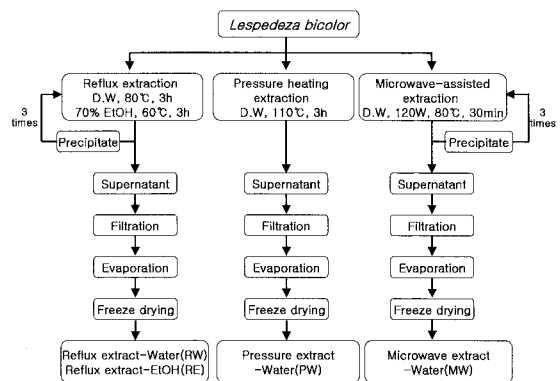 Lespedeza bicolor
Reflux extraction
D.W, 80℃, 3h
70% EtOH, 60℃, 3h
Pressure heating
extraction
D.W, 110℃, 3h
Microwave-assisted
extraction
D.W, 120W, 80℃, 30min
3
times
Precipitate
Precipitate
3
times
Supernatant
Supernatant
Supernatant
Filtration
Filtration
Filtration
Evaporation
Evaporation
Evaporation
Freeze drying
Freeze drying
Freeze drying
Reflux extract-Water(RW)
Reflux extract-EtOH(RE)
Pressure extract
-Water(PW)
Microwave extract
-Water(MW)